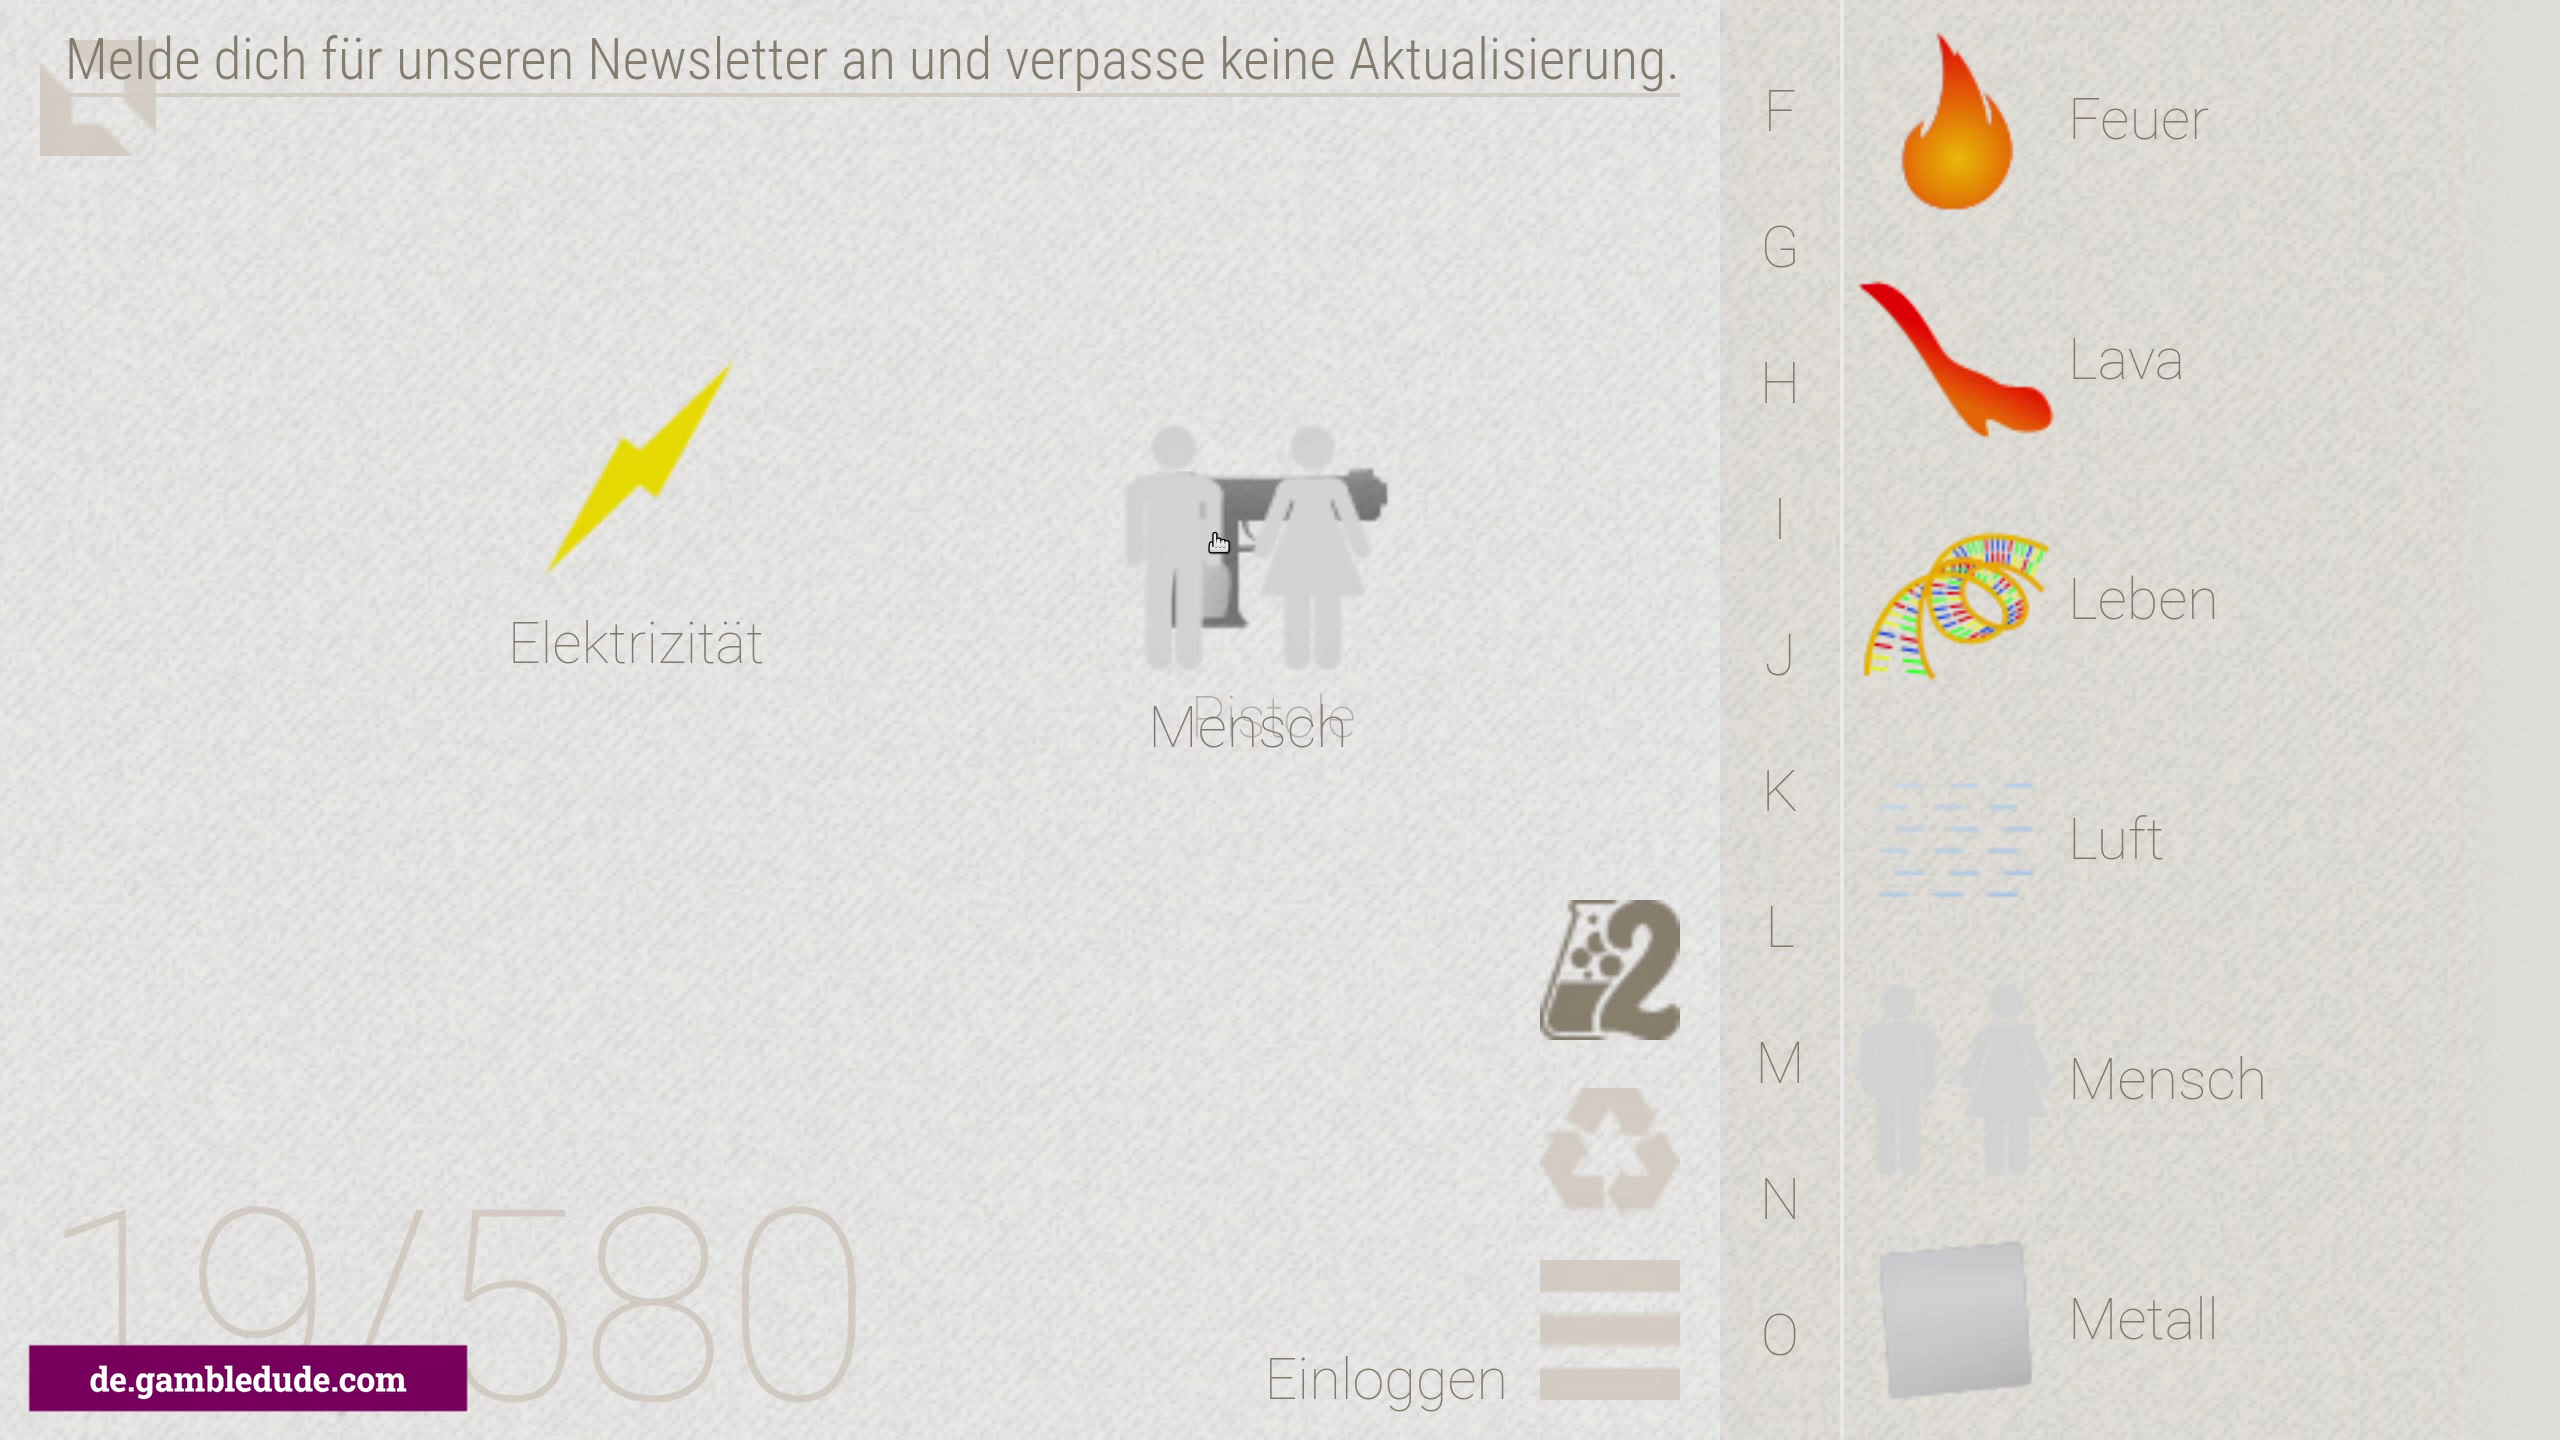 Melde dich für unseren Newsletter an und verpasse keine Aktualisierung.
Elektrizität
Pistole
Mensch
2
19/580
de.gambledude.com
Einloggen
F
G
H
I
J
K
L
M
N
O
Feuer
Lava
Leben
Luft
Mensch
Metall